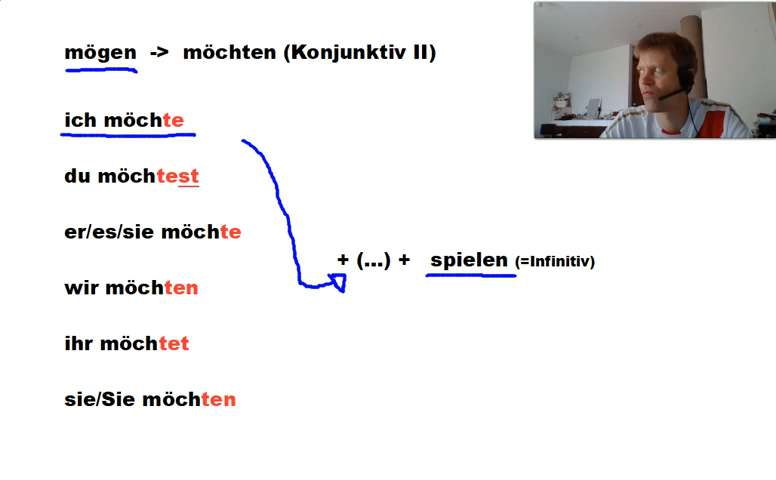 mögen -> möchten (Konjunktiv II)
ich möchte
du möchtest
er/es/sie möchte
+ (...) + spielen (=Infinitiv)
wir möchten
ihr möchtet
sie/Sie möchten